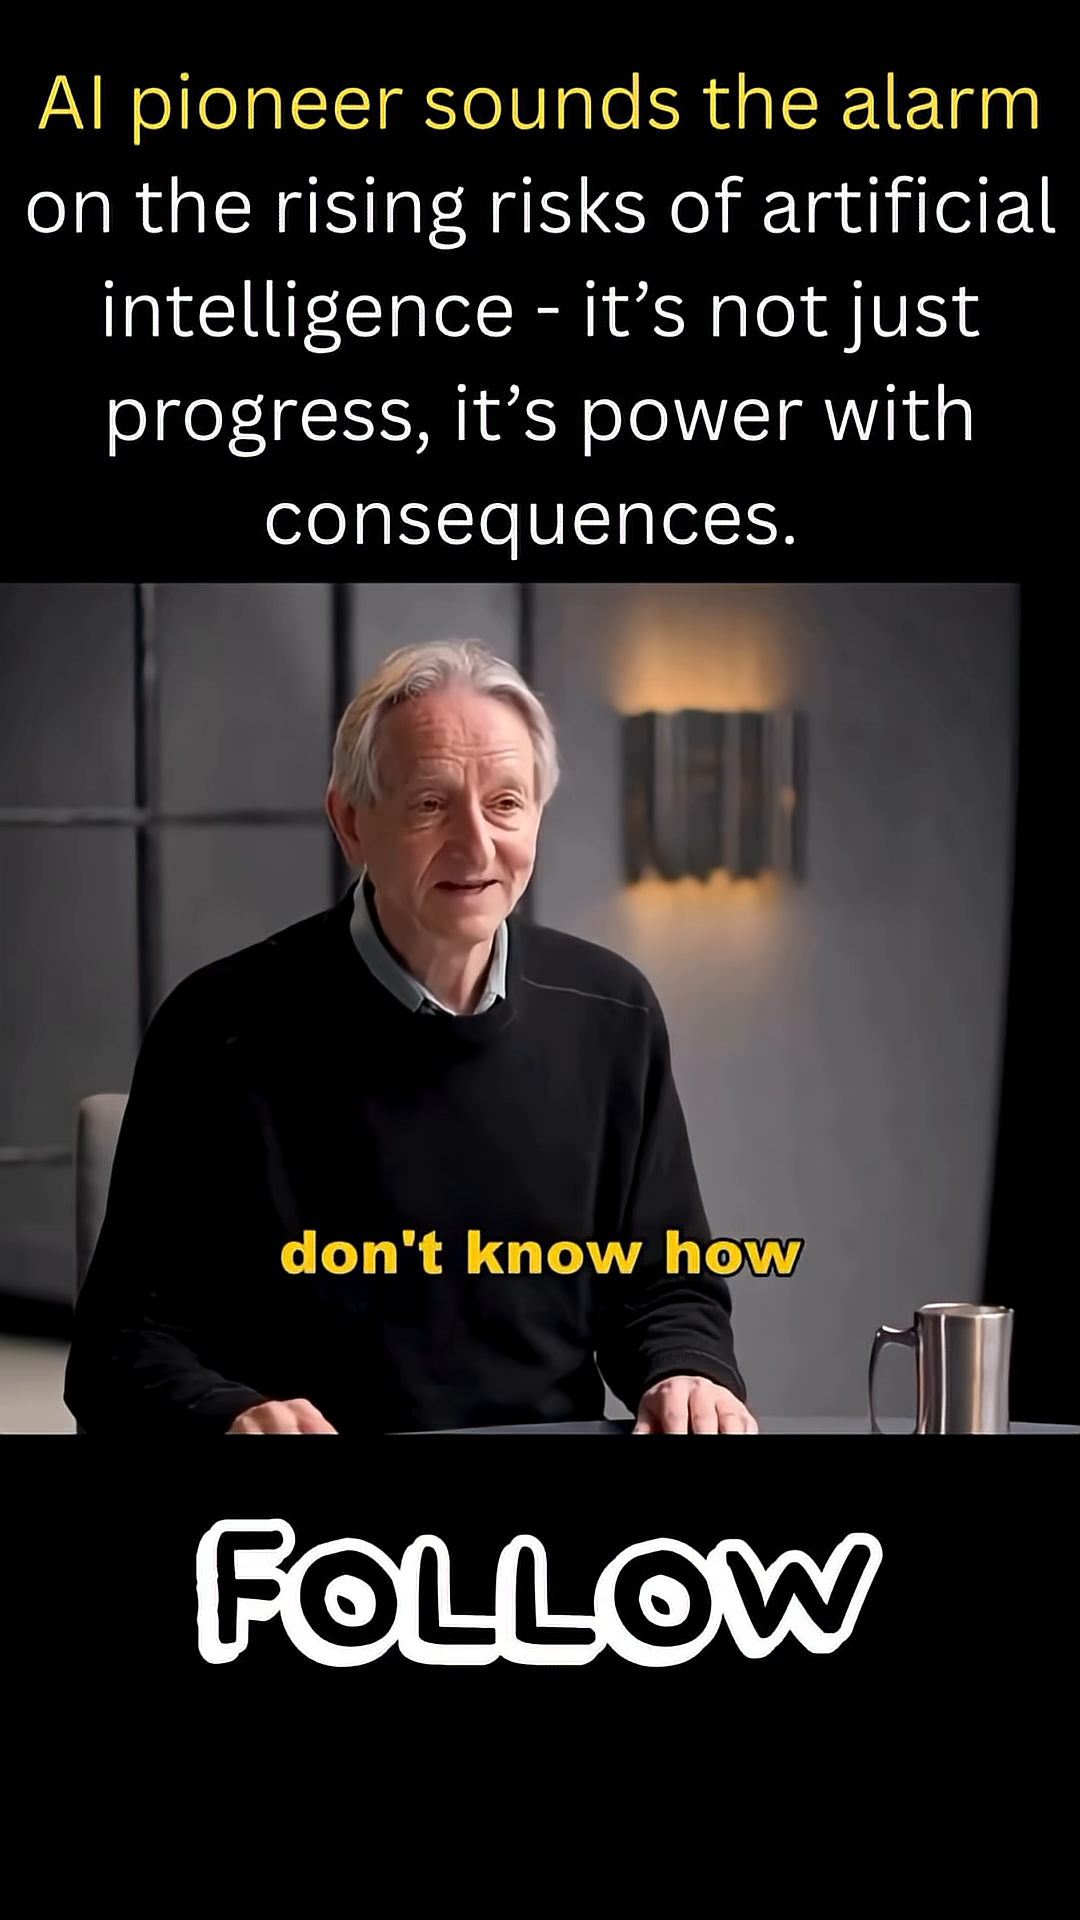 AI pioneer sounds the alarm
on the rising risks of artificial
intelligence - it’s not just
progress, it’s power with
consequences.
don't know how
FOLLOW